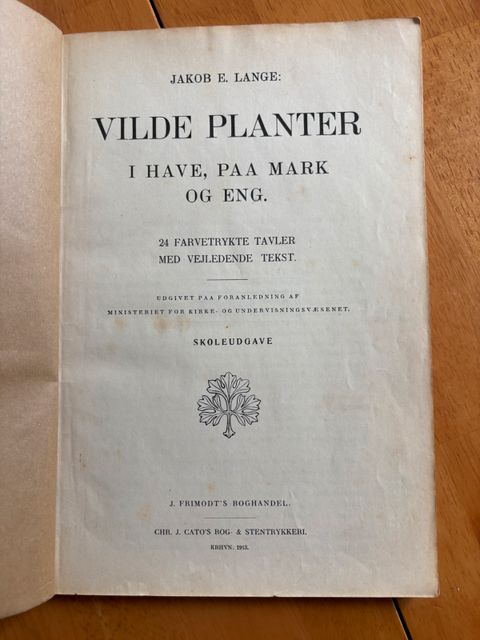 JAKOB E. LANGE:
VILDE PLANTER
I HAVE, PAA MARK
OG ENG.
24 FARVETRYKTE TAVLER
MED VEJLEDENDE TEKST.
UDGIVET PAA FORANLEDNING AF
MINISTERIET FOR KIRKE- OG UNDERVISNINGSVÆSENET.
SKOLEUDGAVE
J. FRIMODT'S BOGHANDEL.
CHR. J. CATO'S BOG- & STENTRYKKERI.
KBHVN. 1913.